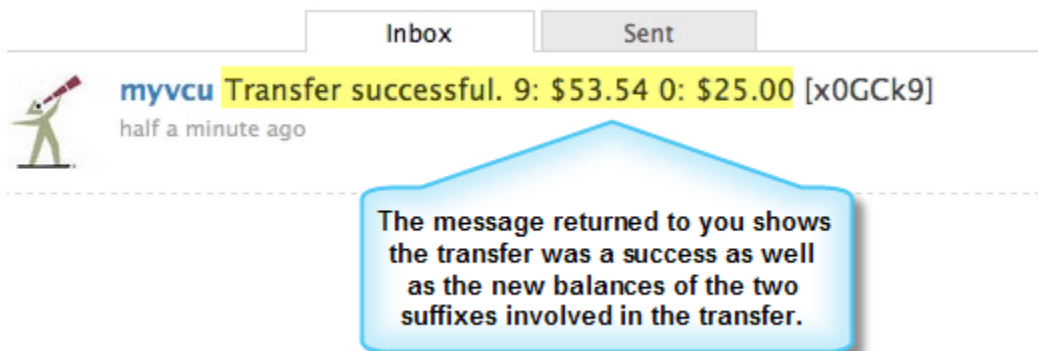 Inbox Sent
myvcu Transfer successful. 9: $53.54 0: $25.00 [x0GCk9]
half a minute ago
The message returned to you shows
the transfer was a success as well
as the new balances of the two
suffixes involved in the transfer.